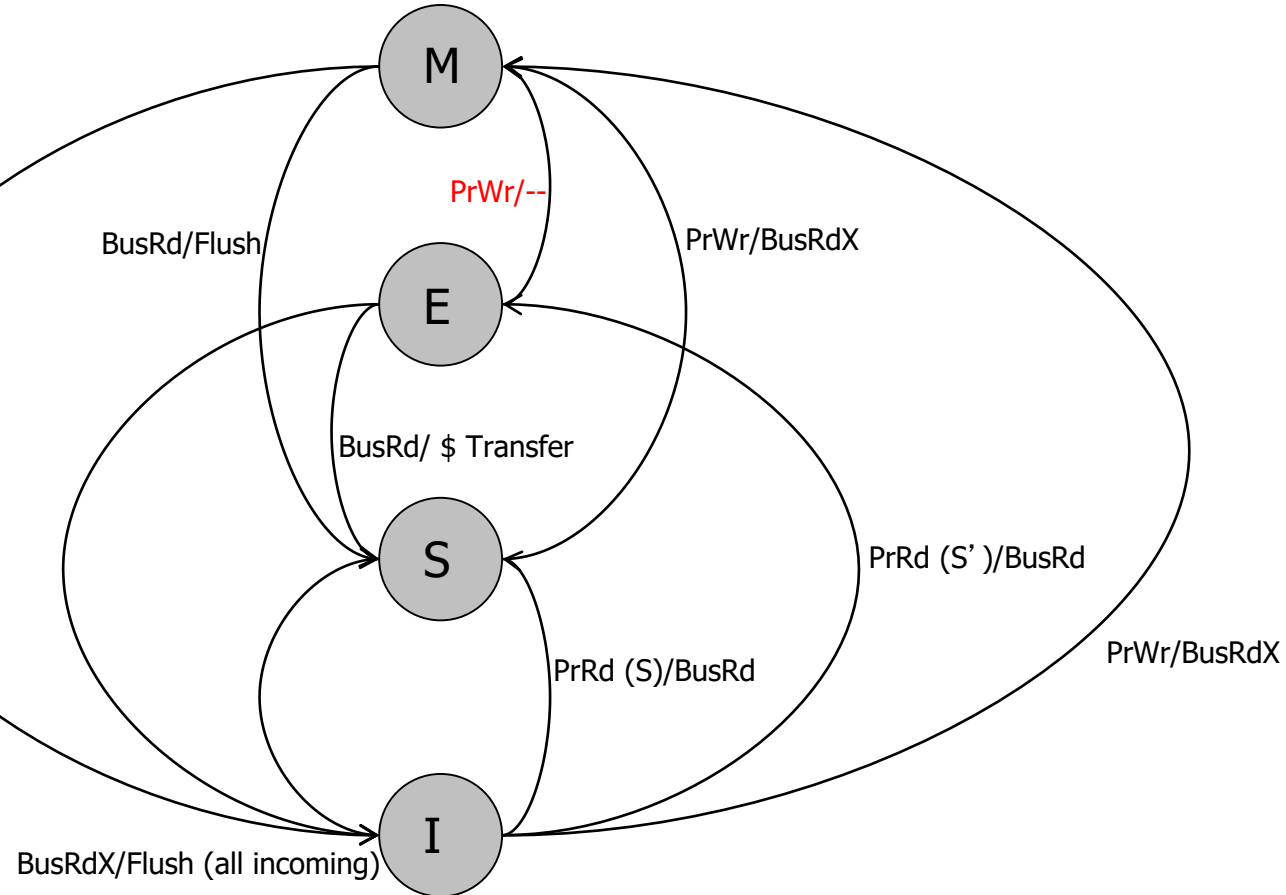 M
PrWr/--
BusRd/Flush
PrWr/BusRdX
E
BusRd/ $ Transfer
S
PrRd (S’ )/BusRd
PrWr/BusRdX
PrRd (S)/BusRd
I
BusRdX/Flush (all incoming)